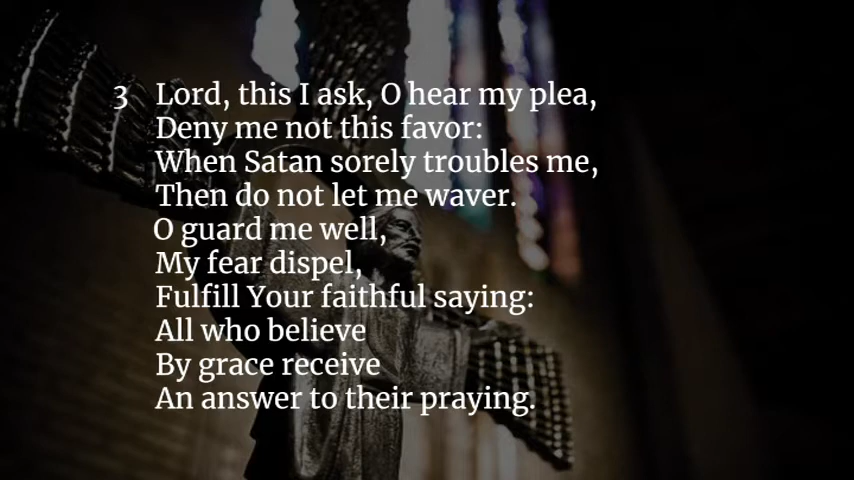 3 Lord, this I ask, O hear my plea,
Deny me not this favor:
When Satan sorely troubles me,
Then do not let me waver.
O guard me well,
My fear dispel,
Fulfill Your faithful saying:
All who believe
By grace receive
An answer to their praying.